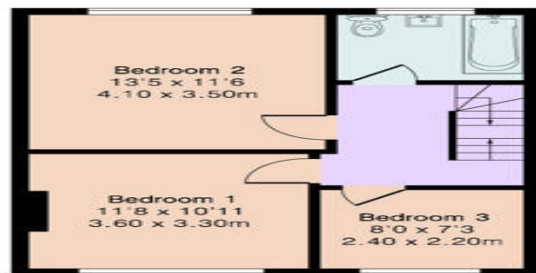 Bedroom 2
13'5 x 11'6
4.10 x 3.50m
Bedroom 1
11'8 x 10'11
3.60 x 3.30m
Bedroom 3
8'0 x 7'3
2.40 x 2.20m